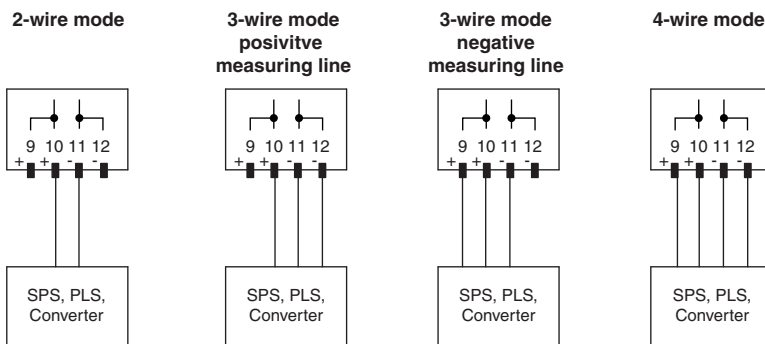 2-wire mode
3-wire mode
posivitve
measuring line
3-wire mode
negative
measuring line
4-wire mode
9 10 11 12
+ + - -
SPS, PLS,
Converter
9 10 11 12
+ + - -
SPS, PLS,
Converter
9 10 11 12
+ + - -
SPS, PLS,
Converter
9 10 11 12
+ + - -
SPS, PLS,
Converter